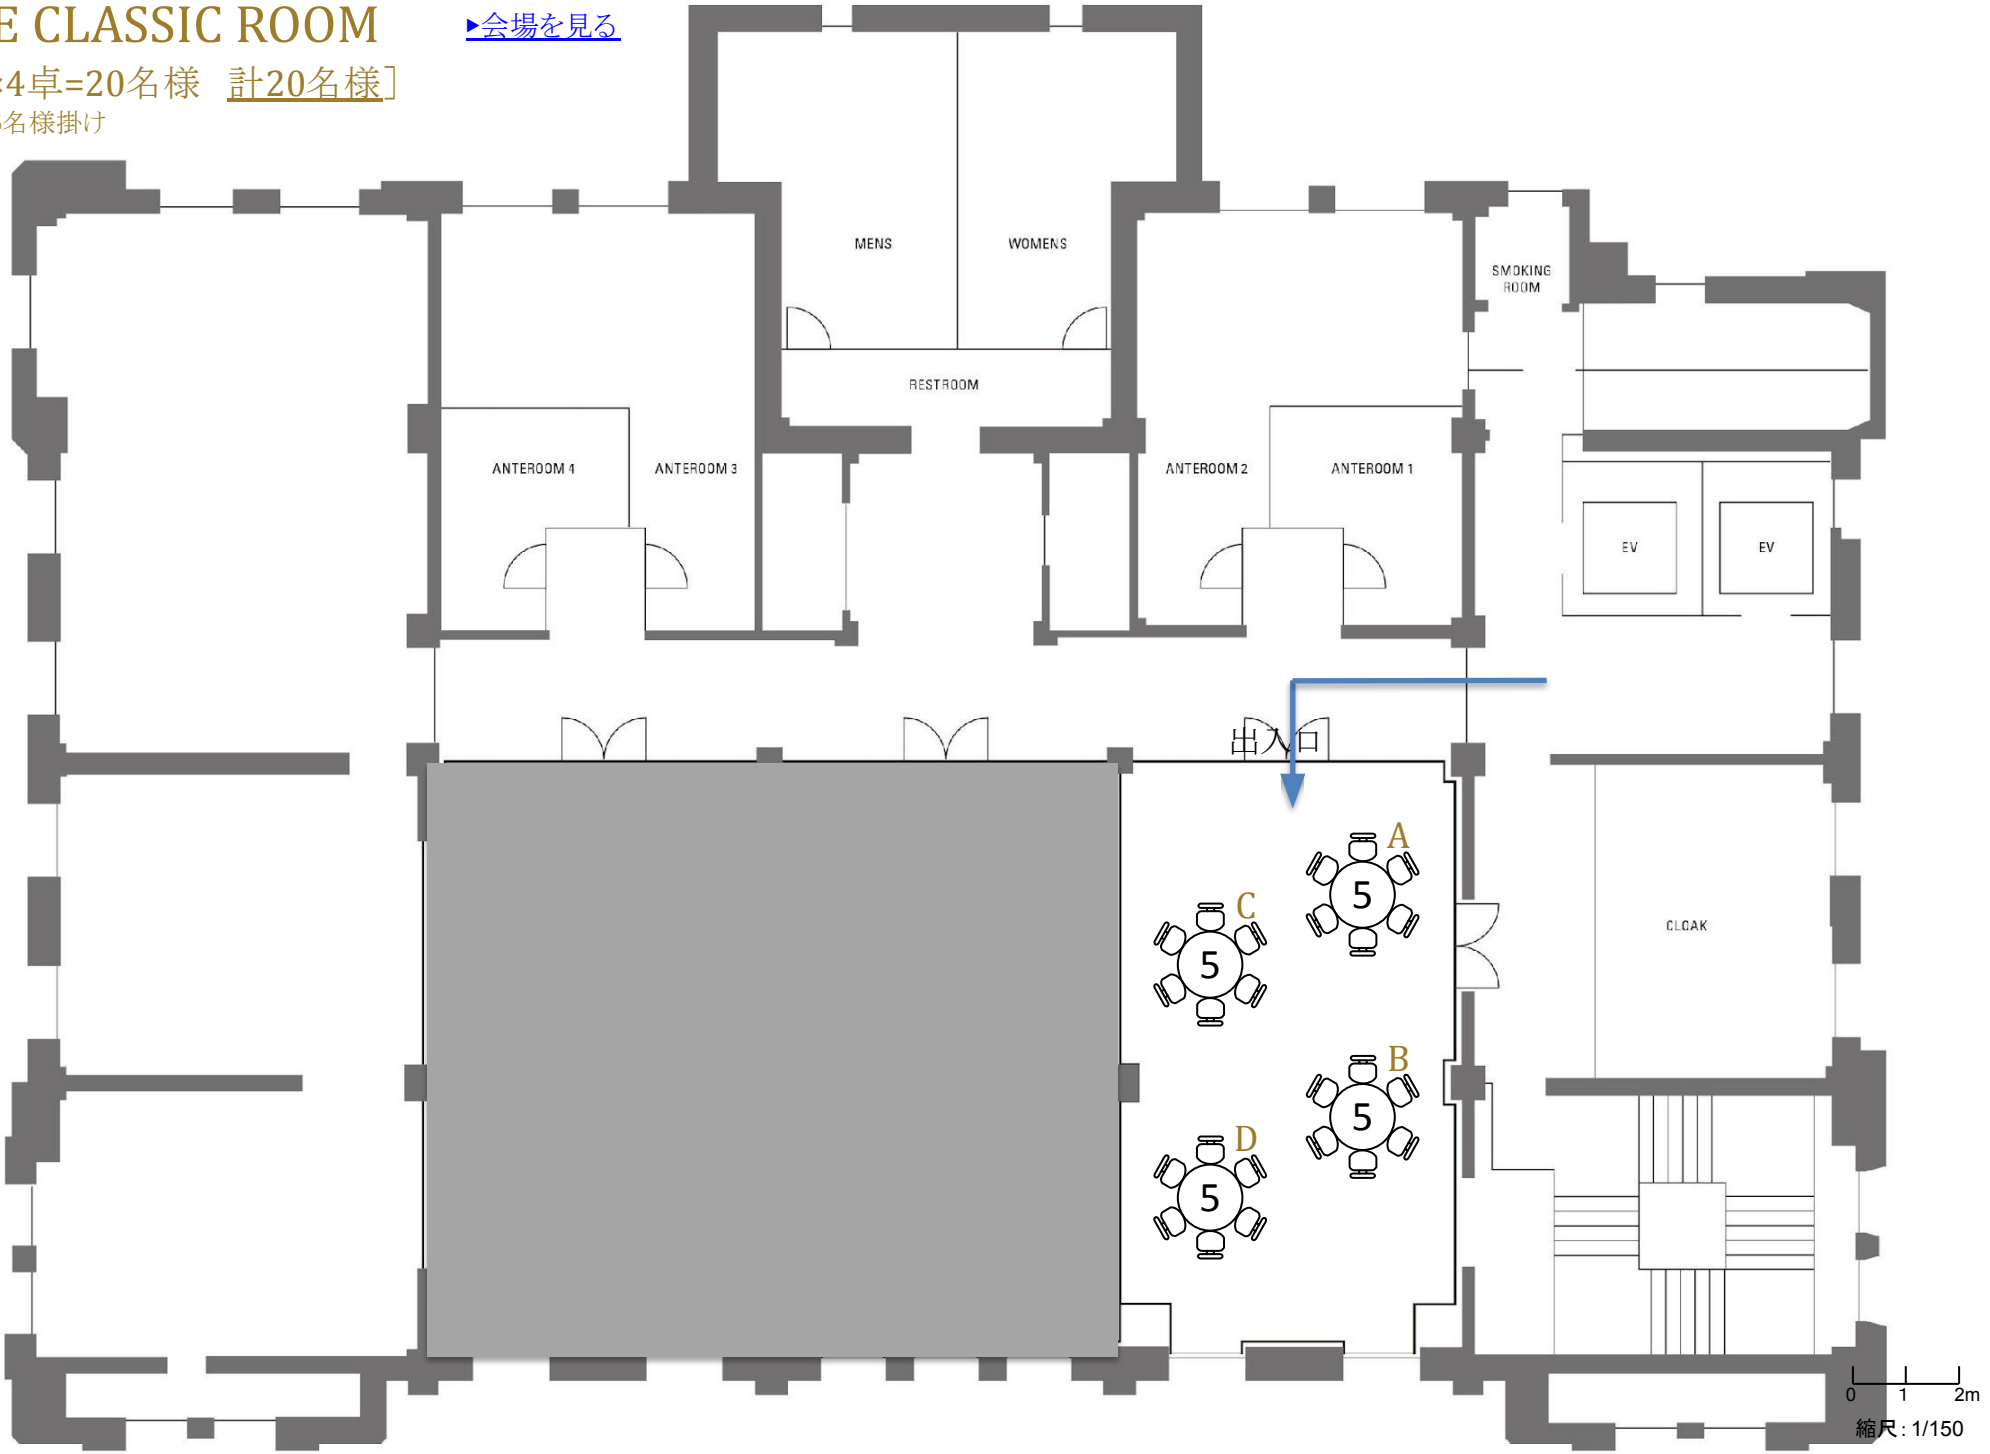 E CLASSIC ROOM
▸会場を見る
4卓=20名様 計20名様]
名様掛け
MENS
WOMENS
SMOKING
ROOM
RESTROOM
ANTEROOM 4
ANTEROOM 3
ANTEROOM 2
ANTEROOM 1
EV
EV
出入口
A
5
C
5
CLOAK
B
5
D
5
0 1 2m
縮尺：1/150